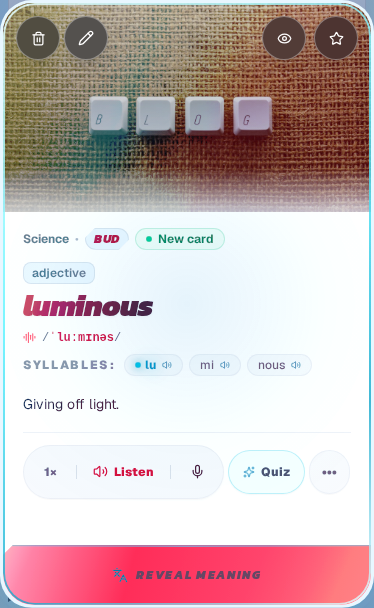 B L O G
Science • BUD New card
adjective
luminous
/ˈluːmɪnəs/
SYLLABLES: lu mi nous
Giving off light.
1× Listen Quiz
REVEAL MEANING